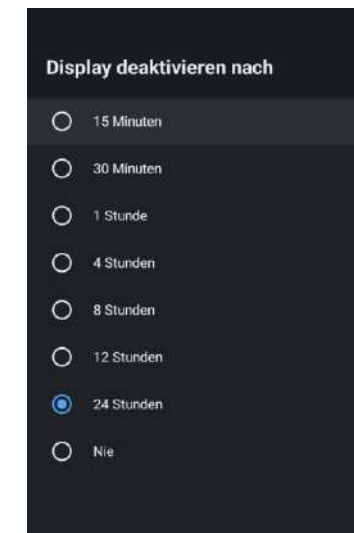 Display deaktivieren nach
15 Minuten
30 Minuten
1 Stunde
4 Stunden
8 Stunden
12 Stunden
24 Stunden
Nie